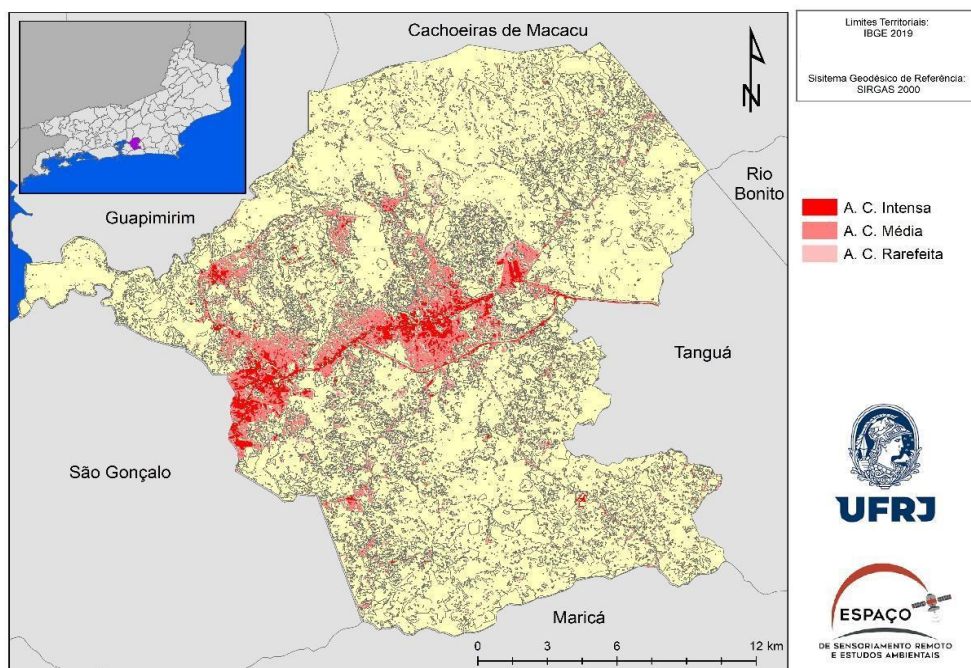 Cachoeiras de Macacu
Limites Territoriais:
IBGE 2019
Sisitema Geodésico de Referência:
SIRGAS 2000
N
Rio
Bonito
Guapimirim
A. C. Intensa
A. C. Média
A. C. Rarefeita
Tanguá
São Gonçalo
UFRJ
Maricá
0 3 6 12 km
ESPAÇO
DE SENSORIAMENTO REMOTO
E ESTUDOS AMBIENTAIS